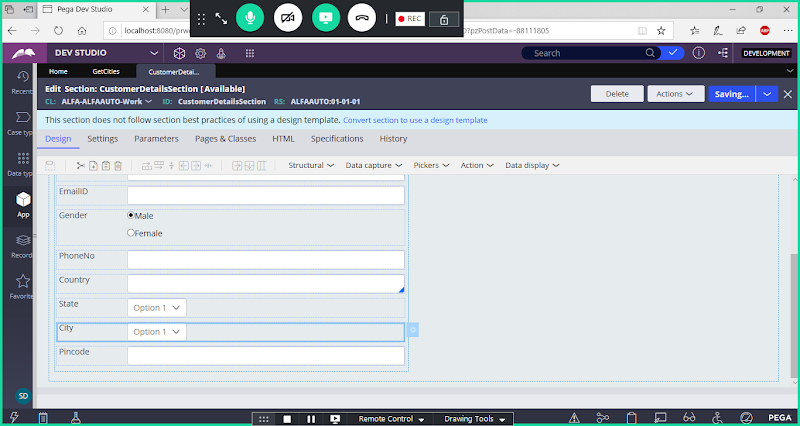 Pega Dev Studio
REC
localhost:8080/prw
0?pzPostData=-88111805
DEV STUDIO
Search
DEVELOPMENT
Home
GetCities
CustomerDetai...
Recent
Case type
Data type
App
Record
Favorite
SD
Edit Section: CustomerDetailsSection [Available]
CL: ALFA-ALFAAUTO-Work
ID: CustomerDetailsSection
RS: ALFAAUTO:01-01-01
Delete
Actions
Saving...
This section does not follow section best practices of using a design template. Convert section to use a design template
Design Settings Parameters Pages & Classes HTML Specifications History
Structural Data capture Pickers Action Data display
EmailID
Gender
Male
Female
PhoneNo
Country
State
Option 1
City
Option 1
Pincode
Remote Control
Drawing Tools
PEGA